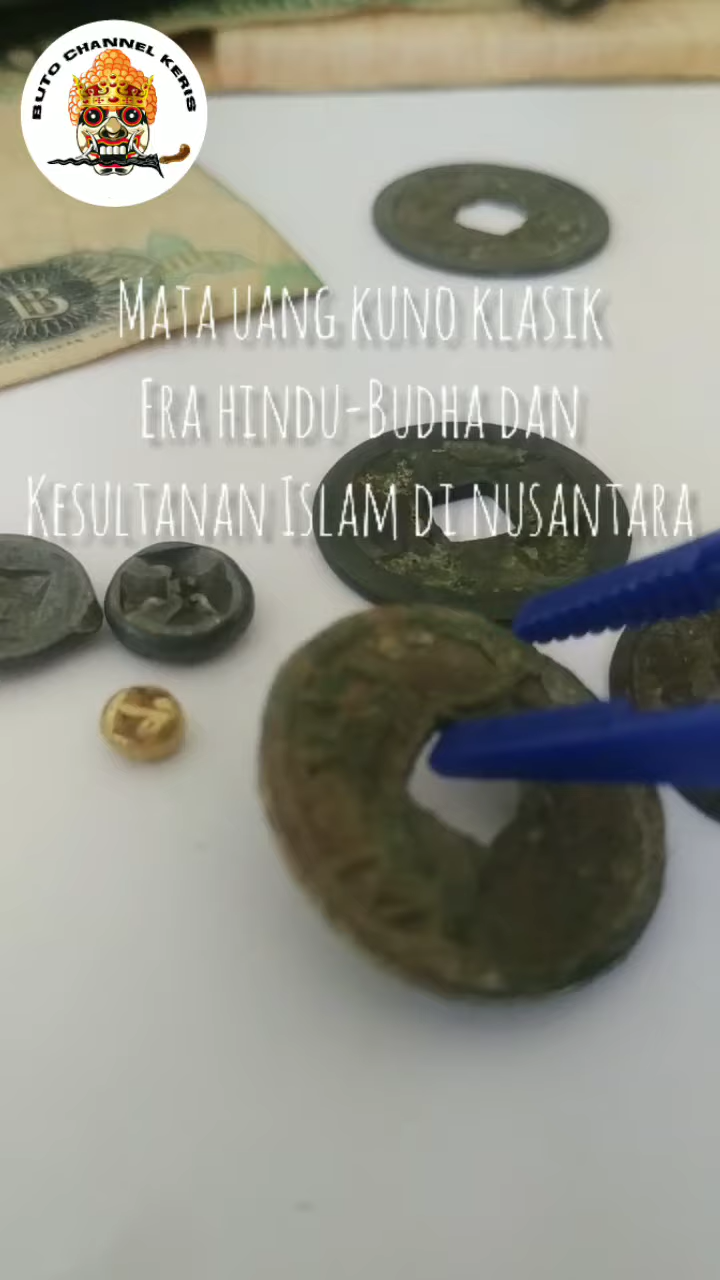 BUTO CHANNEL KERIS
Mata uang kuno klasik
Era hindu-Budha dan
Kesultanan Islam di nusantara